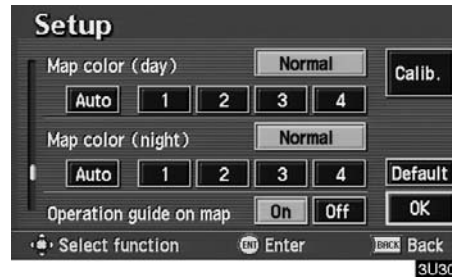 Setup
Map color (day) Normal
Calib.
Auto 1 2 3 4
Map color (night) Normal
Auto 1 2 3 4 Default
Operation guide on map On Off OK
Select function ENT Enter BACK Back
3U30